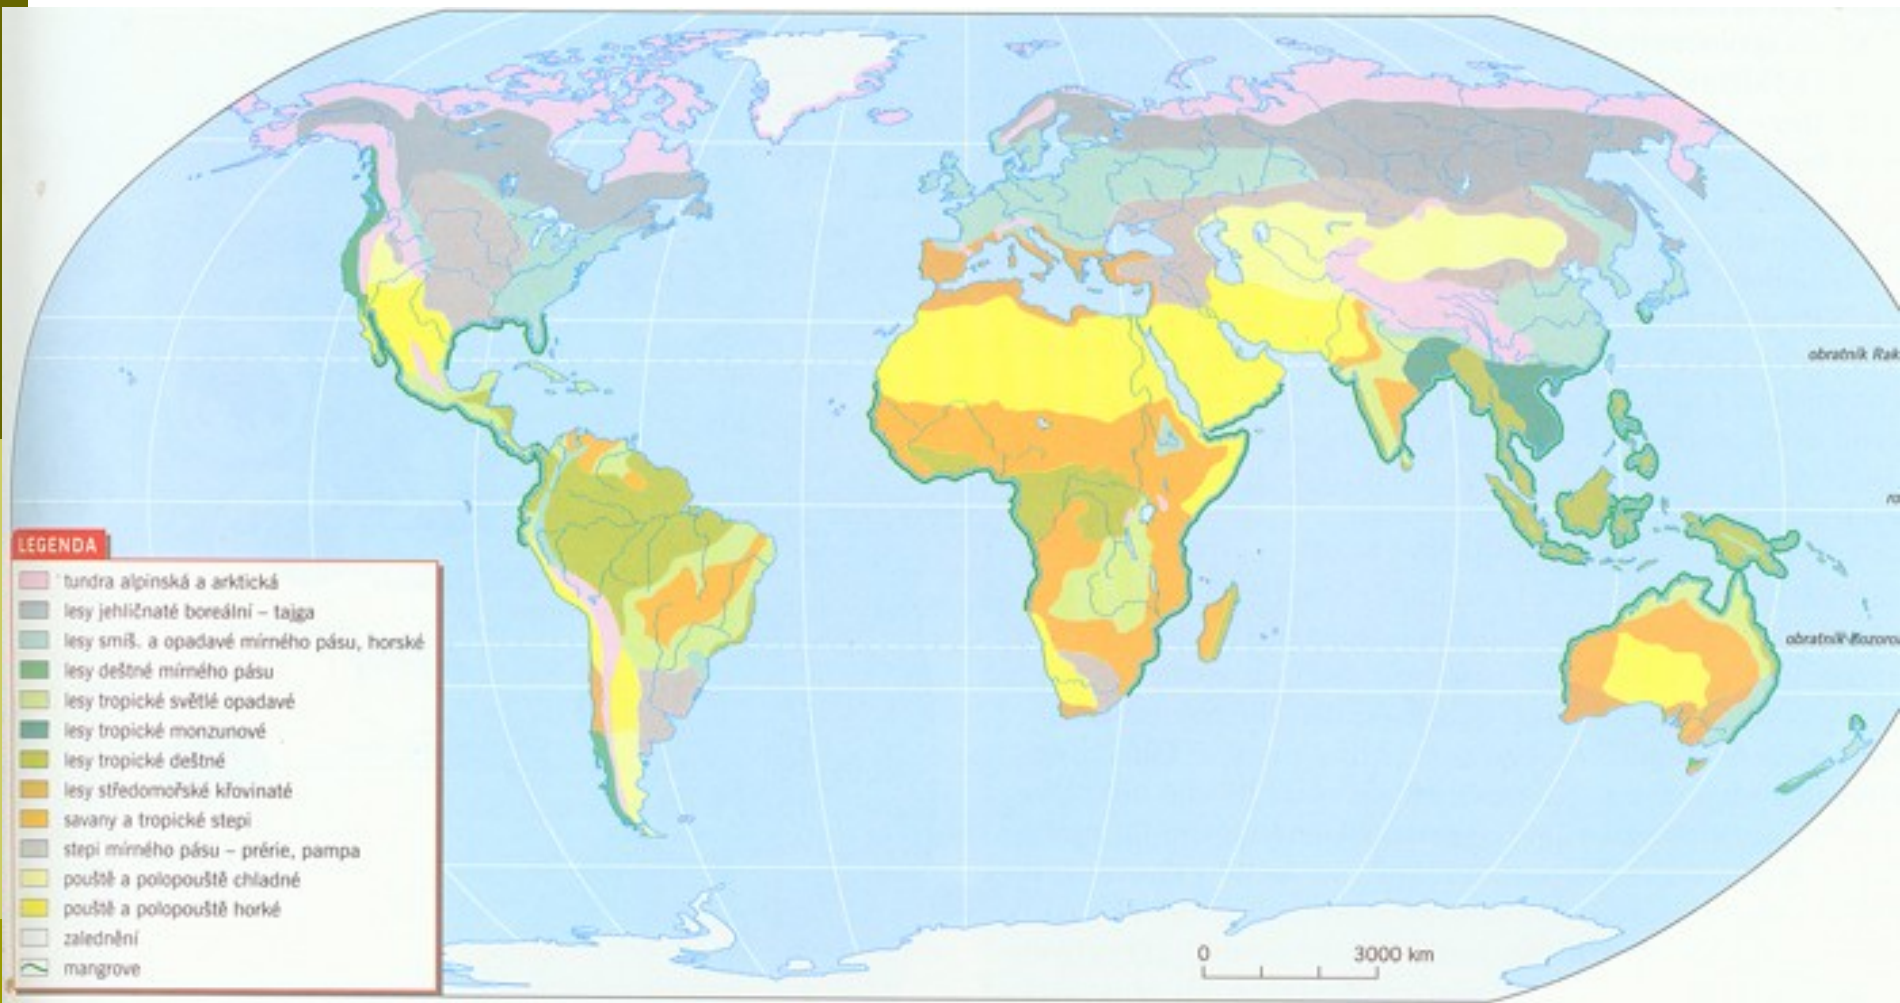 obratník Rak
ro
obratník Kozoro
LEGENDA
tundra alpinská a arktická
lesy jehličnaté boreální – tajga
lesy smíš. a opadavé mírného pásu, horské
lesy deštné mírného pásu
lesy tropické světlé opadavé
lesy tropické monzunové
lesy tropické deštné
lesy středomořské křovinaté
savany a tropické stepi
stepi mírného pásu – prérie, pampa
pouště a polopouště chladné
pouště a polopouště horké
zalednění
mangrove
0 3000 km